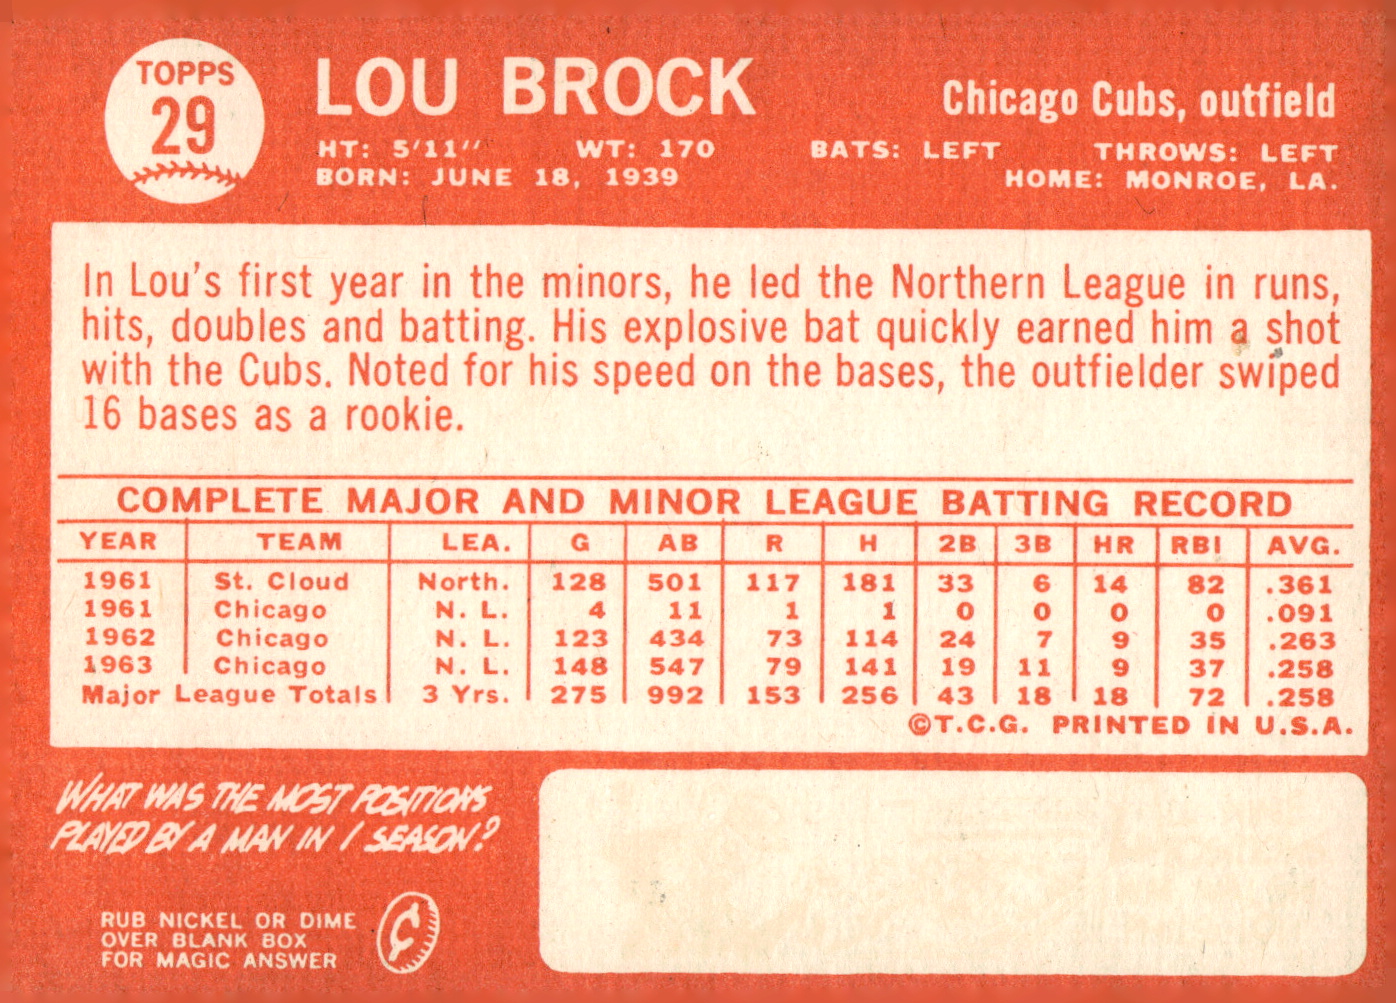 TOPPS
29
LOU BROCK
Chicago Cubs, outfield
HT: 5'11" WT: 170 BATS: LEFT THROWS: LEFT
BORN: JUNE 18, 1939 HOME: MONROE, LA.
In Lou's first year in the minors, he led the Northern League in runs,
hits, doubles and batting. His explosive bat quickly earned him a shot
with the Cubs. Noted for his speed on the bases, the outfielder swiped
16 bases as a rookie.
COMPLETE MAJOR AND MINOR LEAGUE BATTING RECORD
YEAR TEAM LEA. G AB R H 2B 3B HR RBI AVG.
1961 St. Cloud North. 128 501 117 181 33 6 14 82 .361
1961 Chicago N. L. 4 11 1 1 0 0 0 0 .091
1962 Chicago N. L. 123 434 73 114 24 7 9 35 .263
1963 Chicago N. L. 148 547 79 141 19 11 9 37 .258
Major League Totals 3 Yrs. 275 992 153 256 43 18 18 72 .258
©T.C.G. PRINTED IN U.S.A.
WHAT WAS THE MOST POSITIONS
PLAYED BY A MAN IN 1 SEASON?
RUB NICKEL OR DIME
OVER BLANK BOX
FOR MAGIC ANSWER
¢